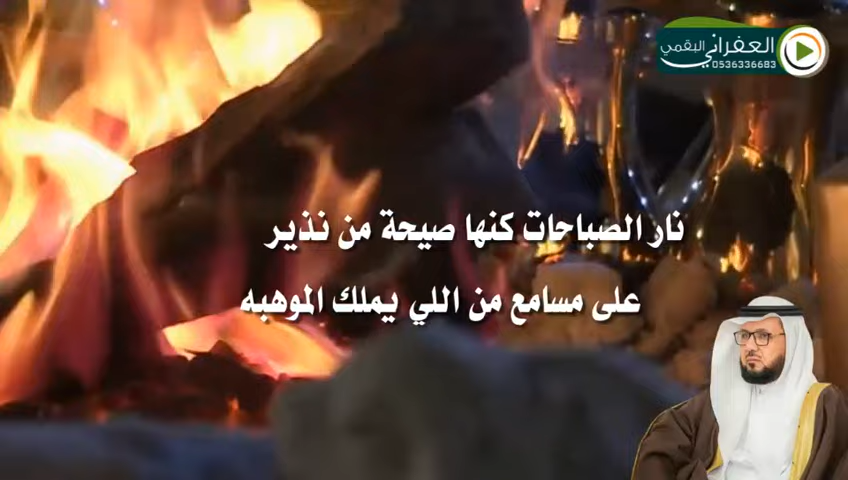 العفراني البقمي
0536336683
نار الصباحات كنها صيحة من نذير
على مسامع من اللي يملك الموهبه